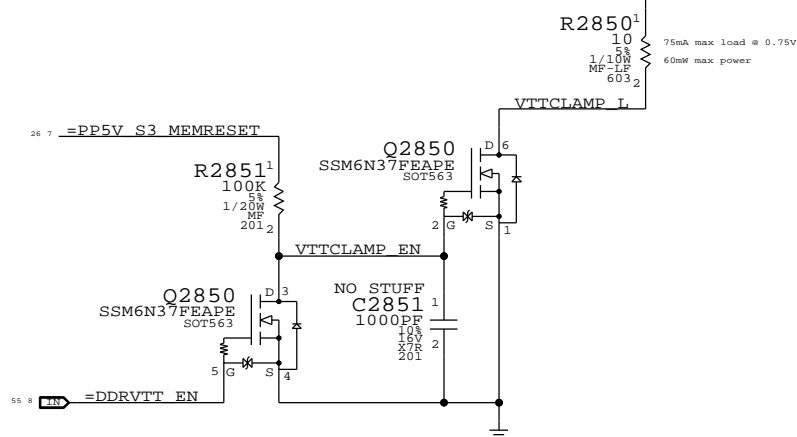 R2850 1
10
5%
1/10W
MF-LF
603 2
75mA max load @ 0.75V
60mW max power
VTTCLAMP_L
26 7 =PP5V_S3_MEMRESET
Q2850 D 6
SSM6N37FEAPE
SOT563
2 G S 1
R2851 1
100K
5%
1/20W
MF
201 2
VTTCLAMP_EN
Q2850 D 3
SSM6N37FEAPE
SOT563
5 G S 4
NO STUFF
C2851 1
1000PF
10%
16V
X7R
201 2
55 8 IN =DDRVTT_EN